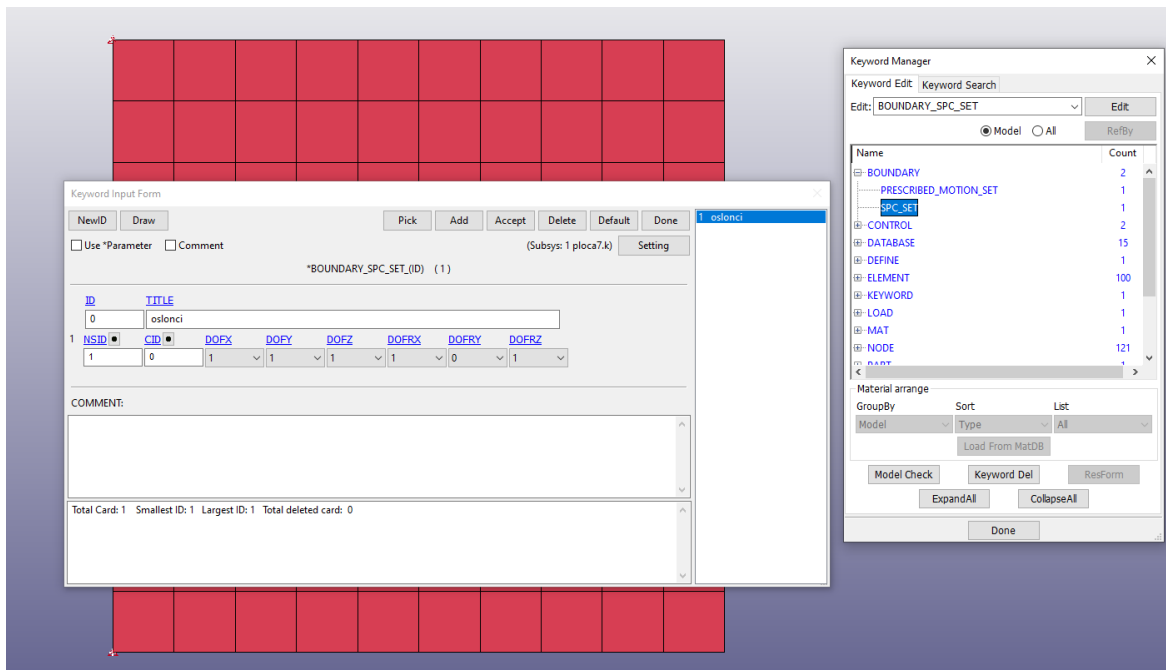 Keyword Input Form
NewID Draw Pick Add Accept Delete Default Done
Use *Parameter Comment (Subsys: 1 ploca7.k) Setting
*BOUNDARY_SPC_SET_(ID) (1)
ID TITLE
0 oslonci
1 NSID CID DOFX DOFY DOFZ DOFRX DOFRY DOFRZ
1 0 1 1 1 1 0 1
COMMENT:
Total Card: 1 Smallest ID: 1 Largest ID: 1 Total deleted card: 0
1 oslonci
Keyword Manager
Keyword Edit Keyword Search
Edit: BOUNDARY_SPC_SET Edit
Model All RefBy
Name Count
BOUNDARY 2
PRESCRIBED_MOTION_SET 1
SPC_SET 1
CONTROL 2
DATABASE 15
DEFINE 1
ELEMENT 100
KEYWORD 1
LOAD 1
MAT 1
NODE 121
PART 1
Material arrange
GroupBy Sort List
Model Type All
Load From MatDB
Model Check Keyword Del ResForm
ExpandAll CollapseAll
Done